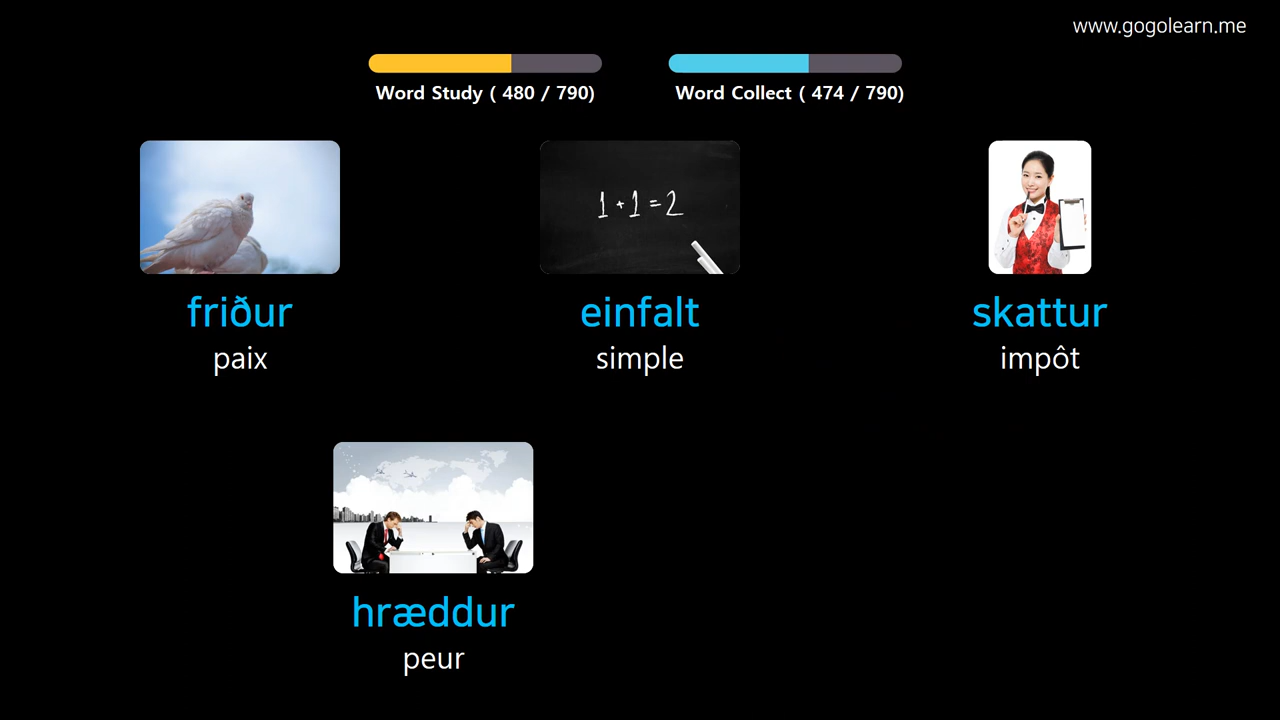 www.gogolearn.me
Word Study ( 480 / 790)
Word Collect ( 474 / 790)
1+1=2
friður
paix
einfalt
simple
skattur
impôt
hræddur
peur